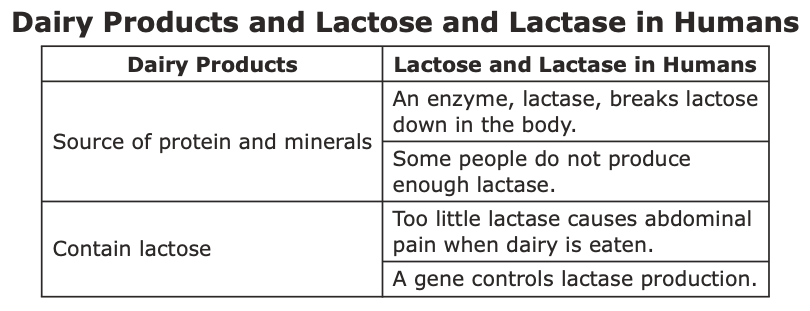 Dairy Products and Lactose and Lactase in Humans
Dairy Products
Lactose and Lactase in Humans
Source of protein and minerals
An enzyme, lactase, breaks lactose
down in the body.
Some people do not produce
enough lactase.
Contain lactose
Too little lactase causes abdominal
pain when dairy is eaten.
A gene controls lactase production.